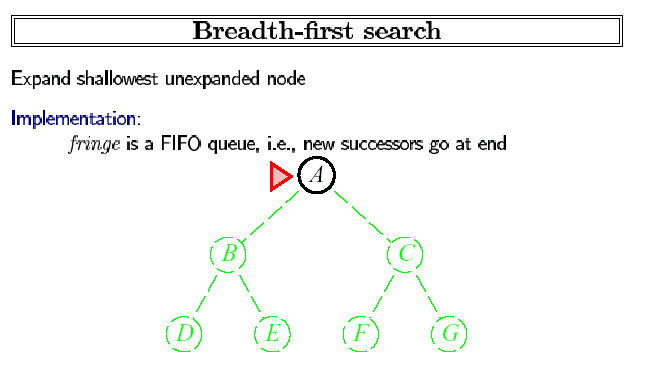 Breadth-first search
Expand shallowest unexpanded node
Implementation:
fringe is a FIFO queue, i.e., new successors go at end
A
B C
D E F G